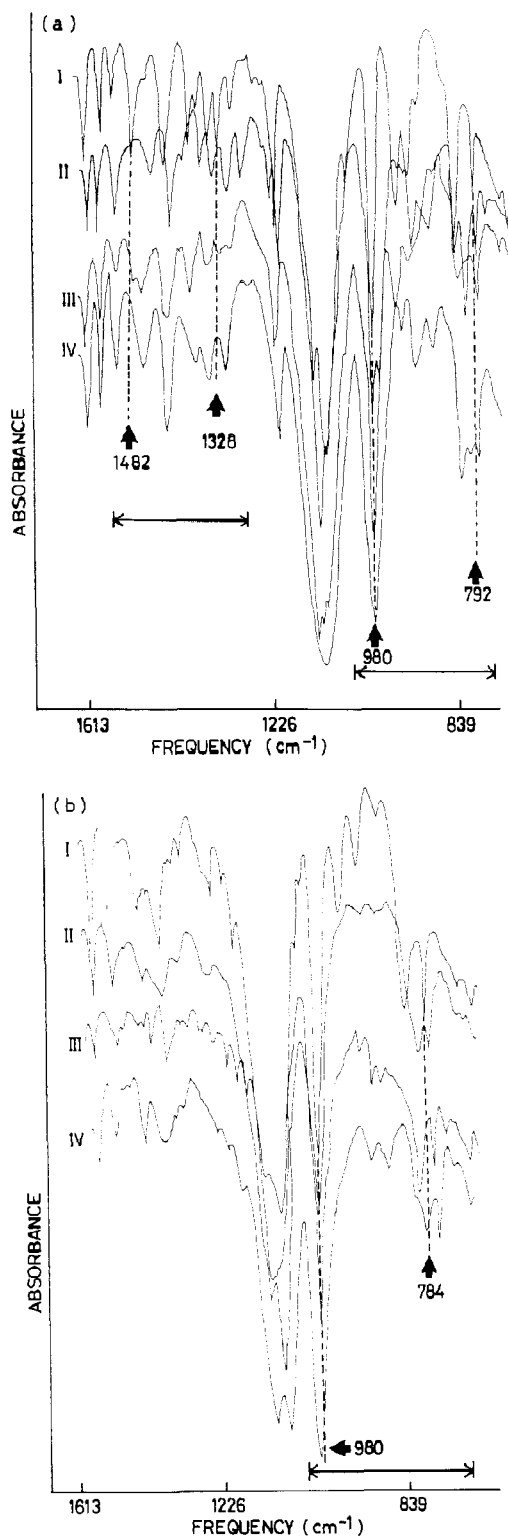 (a)
I
II
III
IV
1482
1328
980
792
ABSORBANCE
1613 1226 839
FREQUENCY (cm⁻¹)
(b)
I
II
III
IV
784
980
ABSORBANCE
1613 1226 839
FREQUENCY (cm⁻¹)